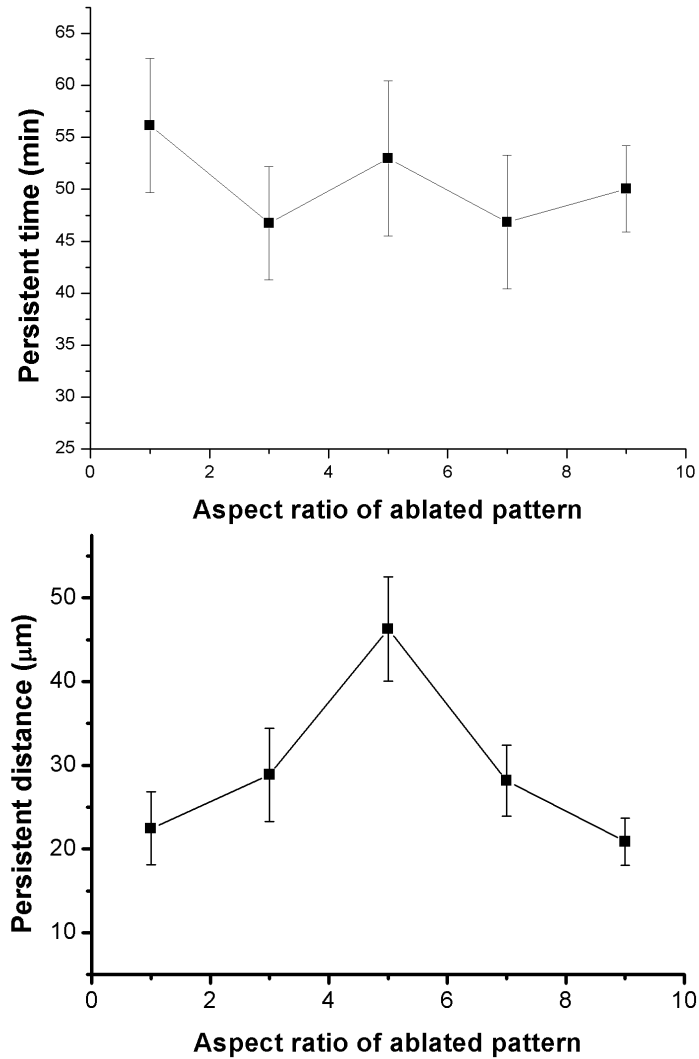 Persistent time (min)
65
60
55
50
45
40
35
30
25
0 2 4 6 8 10
Aspect ratio of ablated pattern
Persistent distance (μm)
50
40
30
20
10
0 2 4 6 8 10
Aspect ratio of ablated pattern